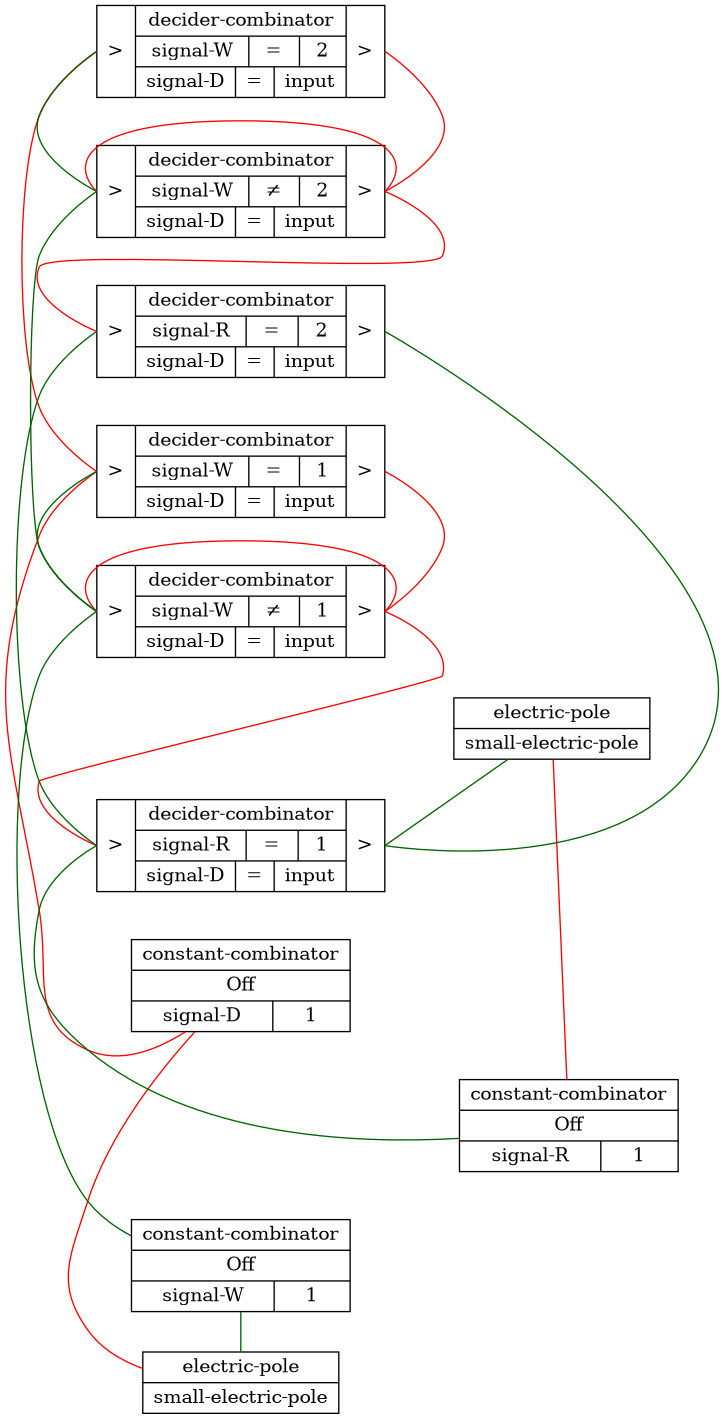 decider-combinator
> signal-W = 2 >
signal-D = input
decider-combinator
> signal-W ≠ 2 >
signal-D = input
decider-combinator
> signal-R = 2 >
signal-D = input
decider-combinator
> signal-W = 1 >
signal-D = input
decider-combinator
> signal-W ≠ 1 >
signal-D = input
electric-pole
small-electric-pole
decider-combinator
> signal-R = 1 >
signal-D = input
constant-combinator
Off
signal-D 1
constant-combinator
Off
signal-R 1
constant-combinator
Off
signal-W 1
electric-pole
small-electric-pole